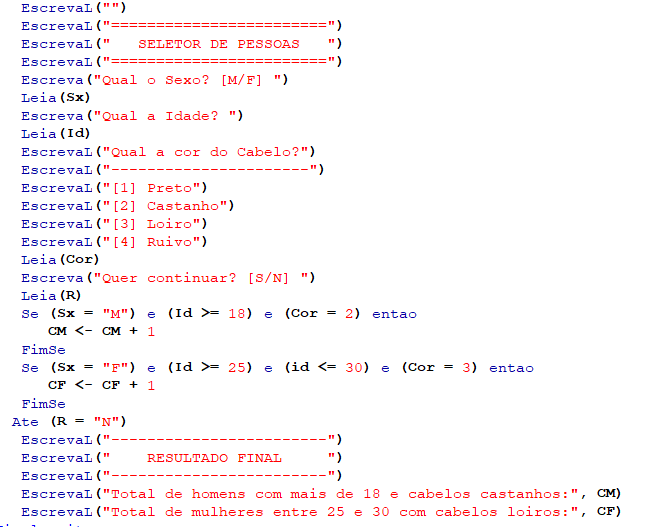 EscrevaL("")
EscrevaL("========================")
EscrevaL("   SELETOR DE PESSOAS   ")
EscrevaL("========================")
Escreva("Qual o Sexo? [M/F] ")
Leia(Sx)
Escreva("Qual a Idade? ")
Leia(Id)
EscrevaL("Qual a cor do Cabelo?")
EscrevaL("----------------------")
EscrevaL("[1] Preto")
EscrevaL("[2] Castanho")
EscrevaL("[3] Loiro")
EscrevaL("[4] Ruivo")
Leia(Cor)
Escreva("Quer continuar? [S/N] ")
Leia(R)
Se (Sx = "M") e (Id >= 18) e (Cor = 2) entao
CM <- CM + 1
FimSe
Se (Sx = "F") e (Id >= 25) e (id <= 30) e (Cor = 3) entao
CF <- CF + 1
FimSe
Ate (R = "N")
EscrevaL("------------------------")
EscrevaL("    RESULTADO FINAL     ")
EscrevaL("------------------------")
EscrevaL("Total de homens com mais de 18 e cabelos castanhos:", CM)
EscrevaL("Total de mulheres entre 25 e 30 com cabelos loiros:", CF)